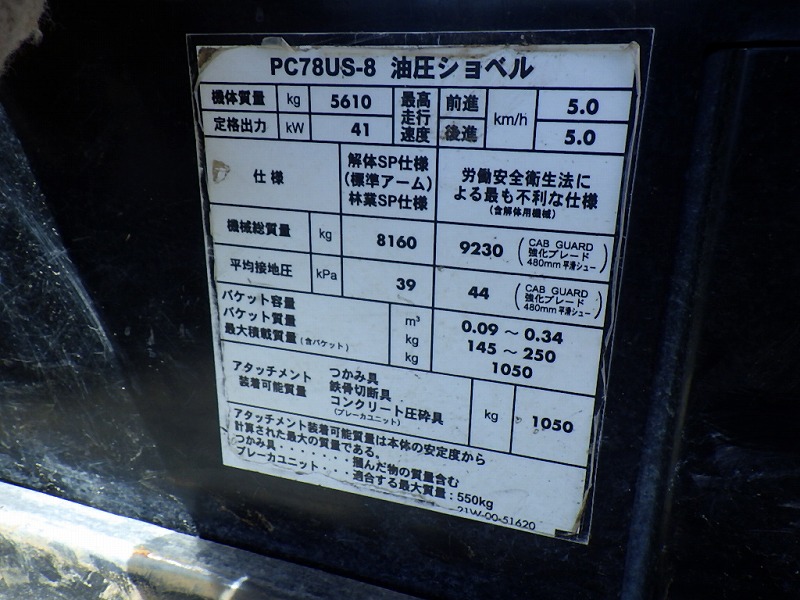 PC78US-8 油圧ショベル
機体質量 kg 5610 最高走行速度 前進 km/h 5.0
定格出力 kW 41 後進 5.0
仕様 解体SP仕様 (標準アーム) 林業SP仕様 労働安全衛生法による最も不利な仕様 (含解体用機械)
機械総質量 kg 8160 9230 (CAB GUARD 強化ブレード 480mm平滑シュー)
平均接地圧 kPa 39 44 (CAB GUARD 強化ブレード 480mm平滑シュー)
バケット容量 m³ 0.09 ～ 0.34
バケット質量 kg 145 ～ 250
最大積載質量 (含バケット) kg 1050
アタッチメント つかみ具
装着可能質量 鉄骨切断具 kg 1050
コンクリート圧砕具
(ブレーカユニット)
アタッチメント装着可能質量は本体の安定度から
計算された最大の質量である。
つかみ具・・・・・・・掴んだ物の質量含む
ブレーカユニット・・・適合する最大質量：550kg
21W-00-51620